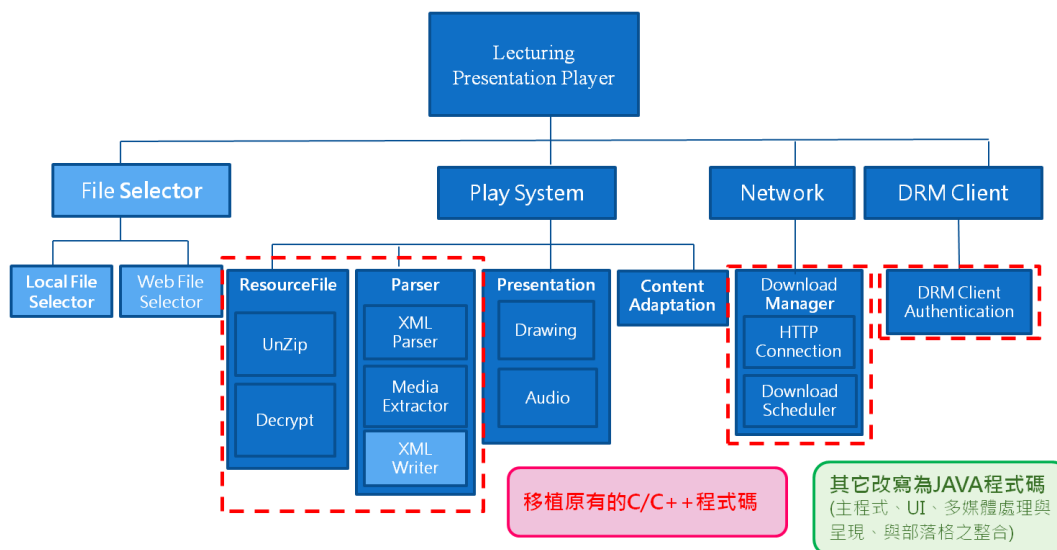 Lecturing
Presentation Player
File Selector
Play System
Network
DRM Client
Local File
Selector
Web File
Selector
ResourceFile
UnZip
Decrypt
Parser
XML
Parser
Media
Extractor
XML
Writer
Presentation
Drawing
Audio
Content
Adaptation
Download
Manager
HTTP
Connection
Download
Scheduler
DRM Client
Authentication
移植原有的C/C++程式碼
其它改寫為JAVA程式碼
(主程式、UI、多媒體處理與
呈現、與部落格之整合)